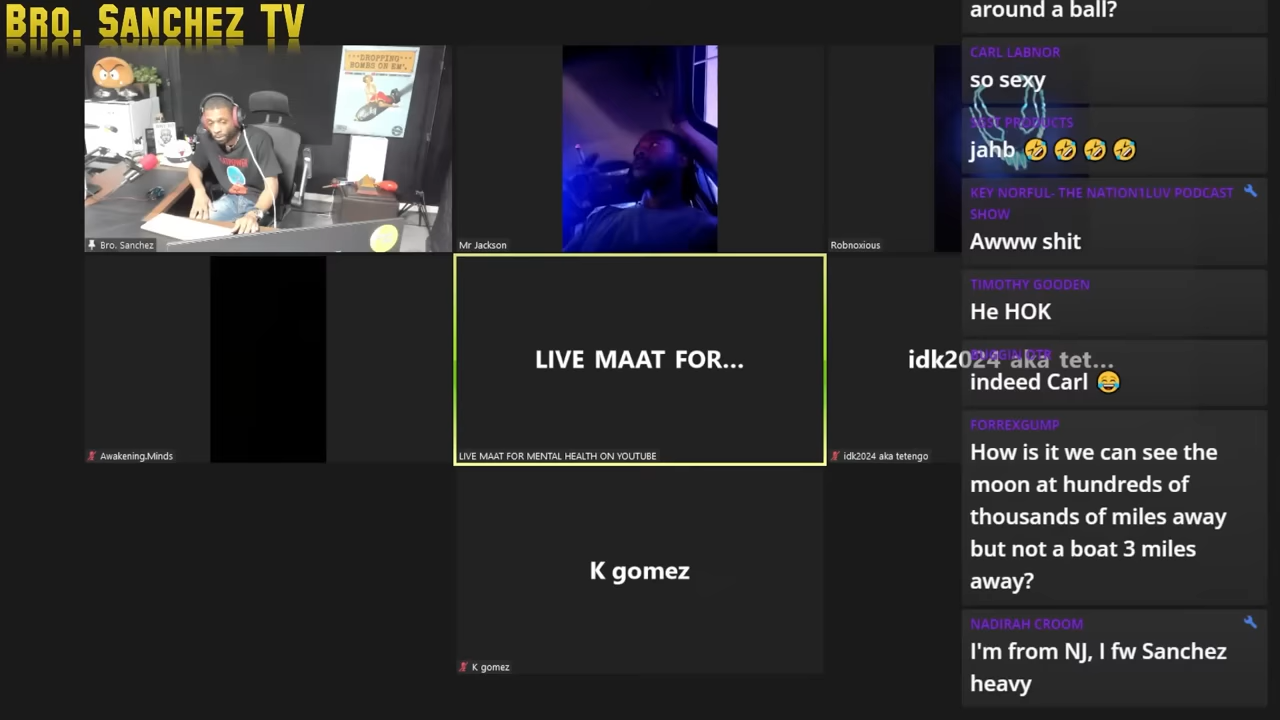 BRO. SANCHEZ TV
"DROPPING
BOMBS ON EM".
Bro. Sanchez
Mr Jackson
Robnoxious
Awakening.Minds
LIVE MAAT FOR...
LIVE MAAT FOR MENTAL HEALTH ON YOUTUBE
idk2024 aka tet...
idk2024 aka tetengo
K gomez
K gomez
around a ball?
CARL LABNOR
so sexy
PRODUCTS
jahb 🤣 🤣 🤣 🤣
KEY NORFUL- THE NATION1LUV PODCAST
SHOW
Awww shit
TIMOTHY GOODEN
He HOK
indeed Carl 😂
FORREXGUMP
How is it we can see the
moon at hundreds of
thousands of miles away
but not a boat 3 miles
away?
NADIRAH CROOM
I'm from NJ, I fw Sanchez
heavy